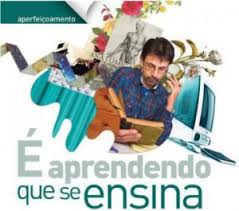 aperfeiçoamento
É aprendendo
que se ensina